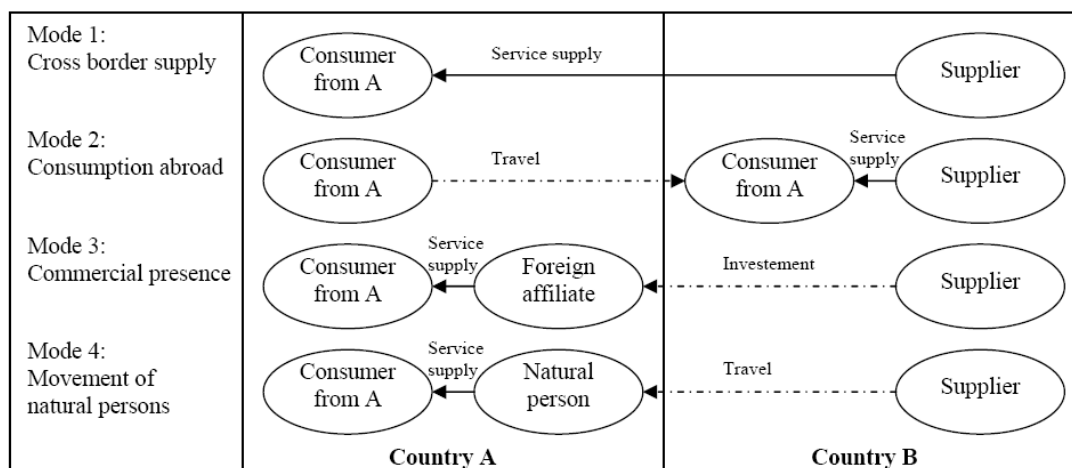 Mode 1:
Cross border supply
Consumer
from A
Service supply
Supplier
Mode 2:
Consumption abroad
Consumer
from A
Travel
Consumer
from A
Service
supply
Supplier
Mode 3:
Commercial presence
Consumer
from A
Service
supply
Foreign
affiliate
Investement
Supplier
Mode 4:
Movement of
natural persons
Consumer
from A
Service
supply
Natural
person
Travel
Supplier
Country A
Country B